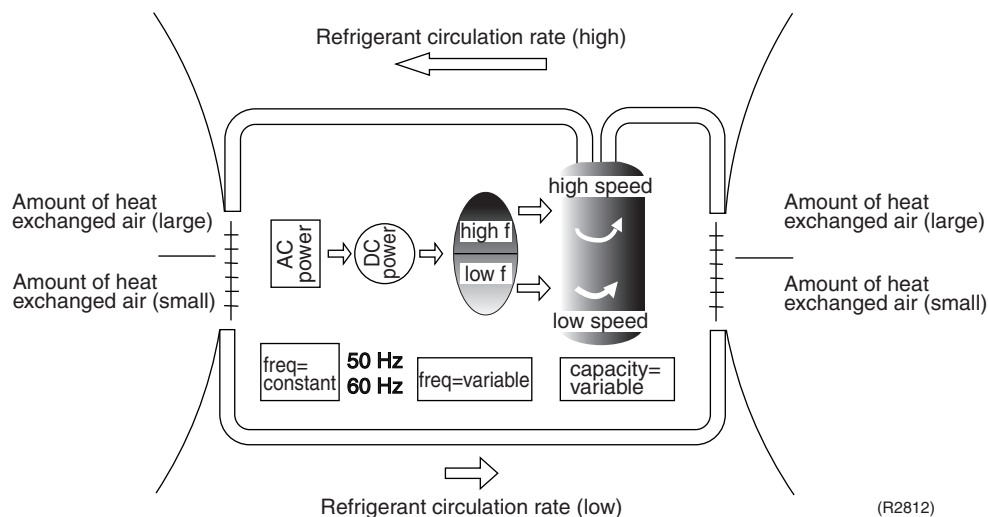 Refrigerant circulation rate (high)
Amount of heat
exchanged air (large)
Amount of heat
exchanged air (small)
AC
power
DC
power
high f
low f
high speed
low speed
Amount of heat
exchanged air (large)
Amount of heat
exchanged air (small)
freq=
constant
50 Hz
60 Hz
freq=variable
capacity=
variable
Refrigerant circulation rate (low)
(R2812)